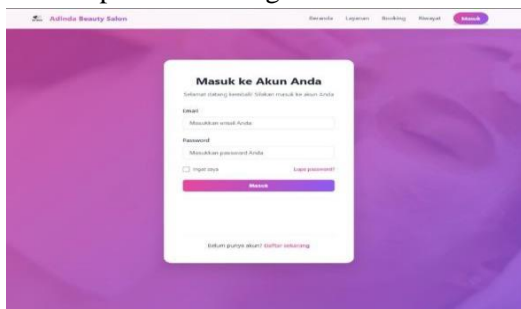 Adinda Beauty Salon
Beranda Layanan Booking Riwayat Masuk
Masuk ke Akun Anda
Selamat datang kembali! Silakan masuk ke akun Anda
Email
Masukkan email Anda
Password
Masukkan password Anda
Ingat saya Lupa password?
Masuk
Belum punya akun? Daftar sekarang